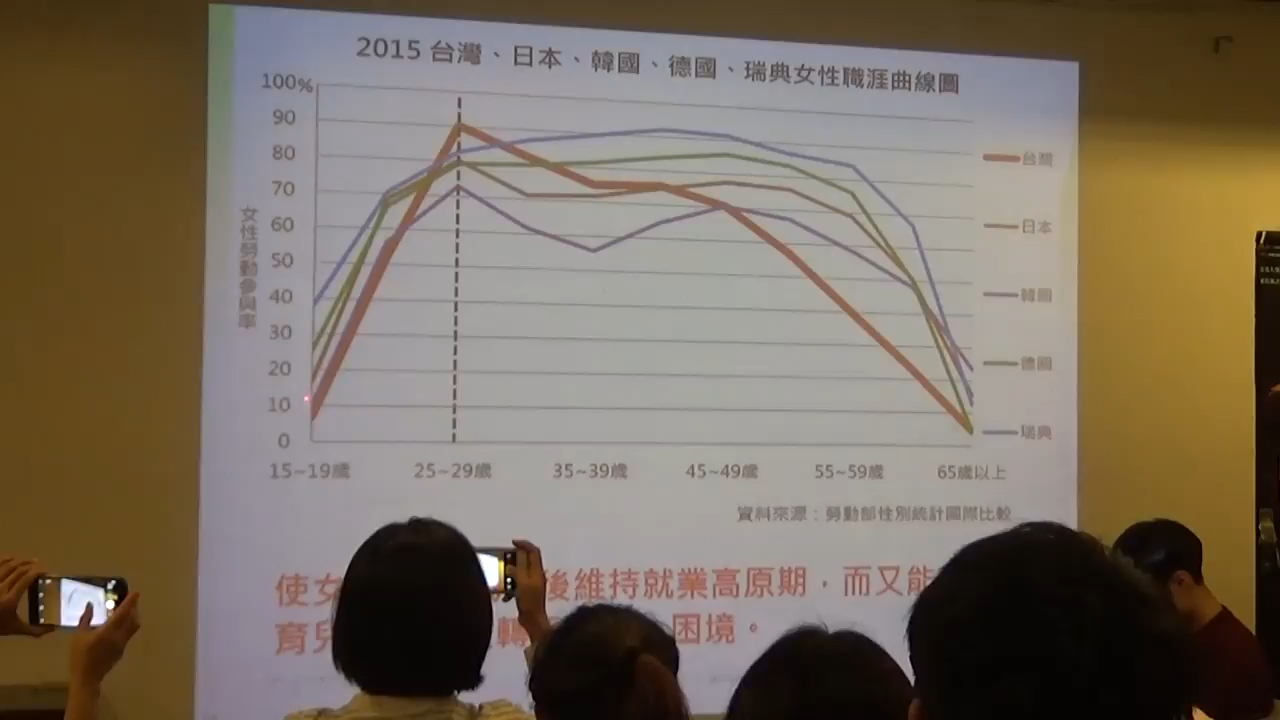 2015 台灣、日本、韓國、德國、瑞典女性職涯曲線圖
100%
90
80
70
60
50
40
30
20
10
0
女性勞動參與率
15~19歲 25~29歲 35~39歲 45~49歲 55~59歲 65歲以上
台灣
日本
韓國
德國
瑞典
資料來源：勞動部性別統計國際比較
使女 後維持就業高原期，而又能
育兒 轉 困境。